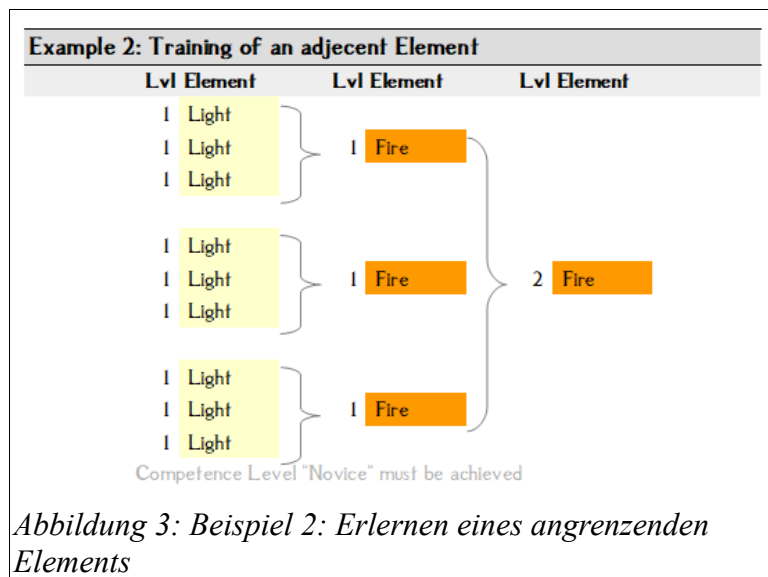 Example 2: Training of an adjecent Element
Lvl Element Lvl Element Lvl Element
1 Light
1 Light 1 Fire
1 Light
1 Light
1 Light 1 Fire 2 Fire
1 Light
1 Light
1 Light 1 Fire
1 Light
Competence Level "Novice" must be achieved
Abbildung 3: Beispiel 2: Erlernen eines angrenzenden
Elements